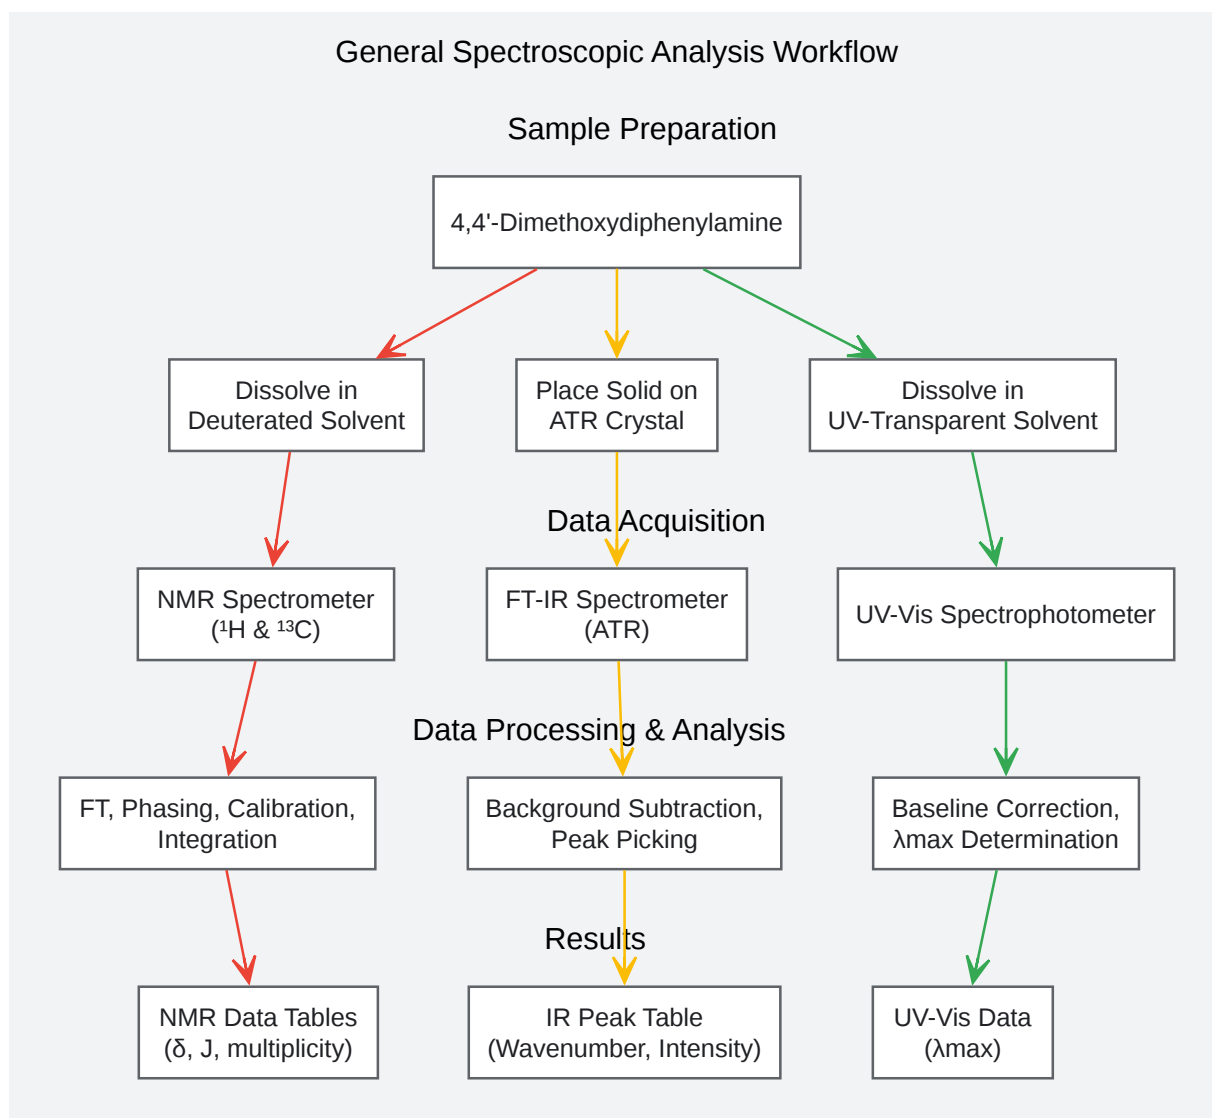 General Spectroscopic Analysis Workflow
Sample Preparation
4,4'-Dimethoxydiphenylamine
Dissolve in
Deuterated Solvent
Place Solid on
ATR Crystal
Dissolve in
UV-Transparent Solvent
Data Acquisition
NMR Spectrometer
(¹H & ¹³C)
FT-IR Spectrometer
(ATR)
UV-Vis Spectrophotometer
Data Processing & Analysis
FT, Phasing, Calibration,
Integration
Background Subtraction,
Peak Picking
Baseline Correction,
λmax Determination
Results
NMR Data Tables
(δ, J, multiplicity)
IR Peak Table
(Wavenumber, Intensity)
UV-Vis Data
(λmax)